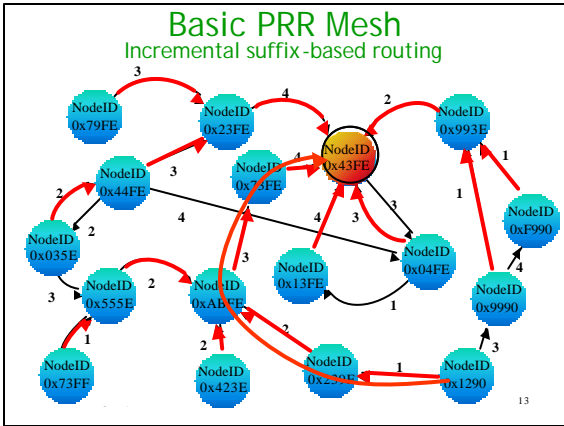 Basic PRR Mesh
Incremental suffix-based routing
3
4
2
NodeID
0x79FE
NodeID
0x23FE
NodeID
0x43FE
NodeID
0x993E
1
3
4
NodeID
0x73FE
NodeID
0x44FE
2
1
3
3
NodeID
0xF990
4
2
NodeID
0x035E
4
NodeID
0x13FE
NodeID
0x04FE
3
4
3
2
NodeID
0x555E
NodeID
0xABFE
1
NodeID
0x9990
1
2
2
3
NodeID
0x73FF
NodeID
0x423E
NodeID
1
NodeID
0x1290
13